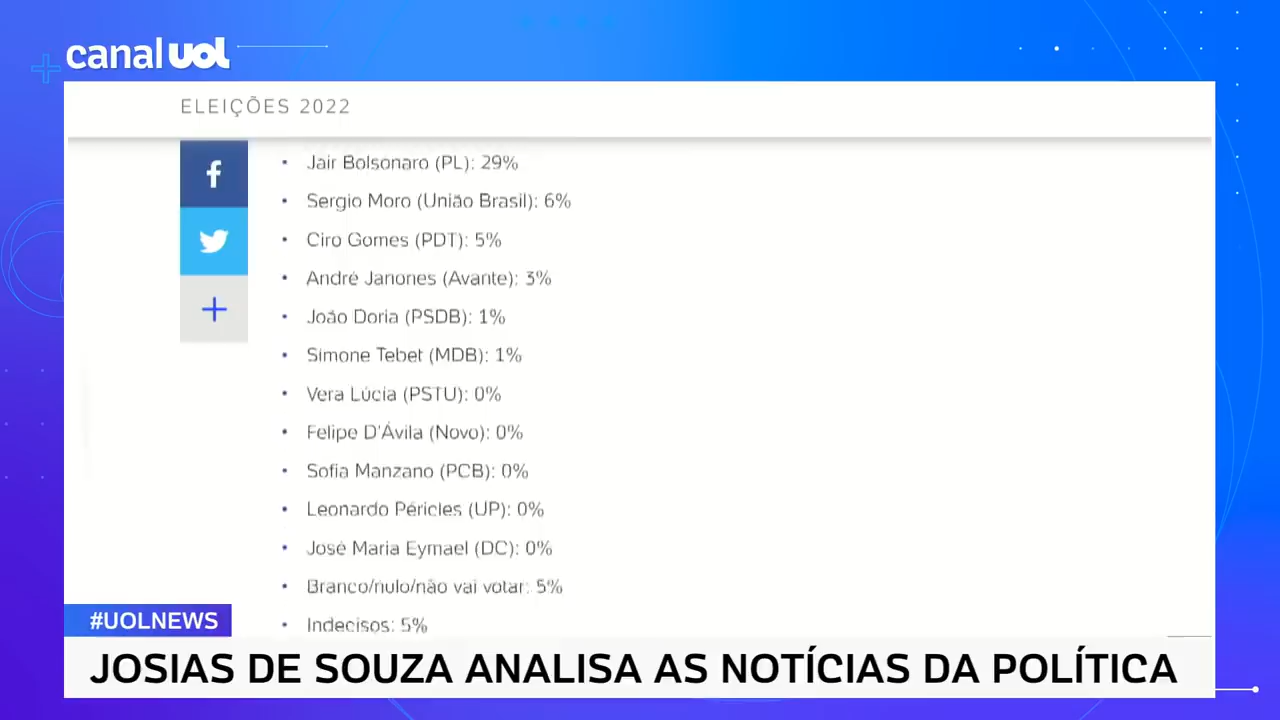 canal uol
ELEIÇÕES 2022
f
• Jair Bolsonaro (PL): 29%
• Sergio Moro (União Brasil): 6%
• Ciro Gomes (PDT): 5%
• André Janones (Avante): 3%
• João Doria (PSDB): 1%
• Simone Tebet (MDB): 1%
• Vera Lúcia (PSTU): 0%
• Felipe D'Ávila (Novo): 0%
• Sofia Manzano (PCB): 0%
• Leonardo Péricles (UP): 0%
• José Maria Eymael (DC): 0%
• Branco/nulo/não vai votar: 5%
• Indecisos: 5%
#UOLNEWS
JOSIAS DE SOUZA ANALISA AS NOTÍCIAS DA POLÍTICA